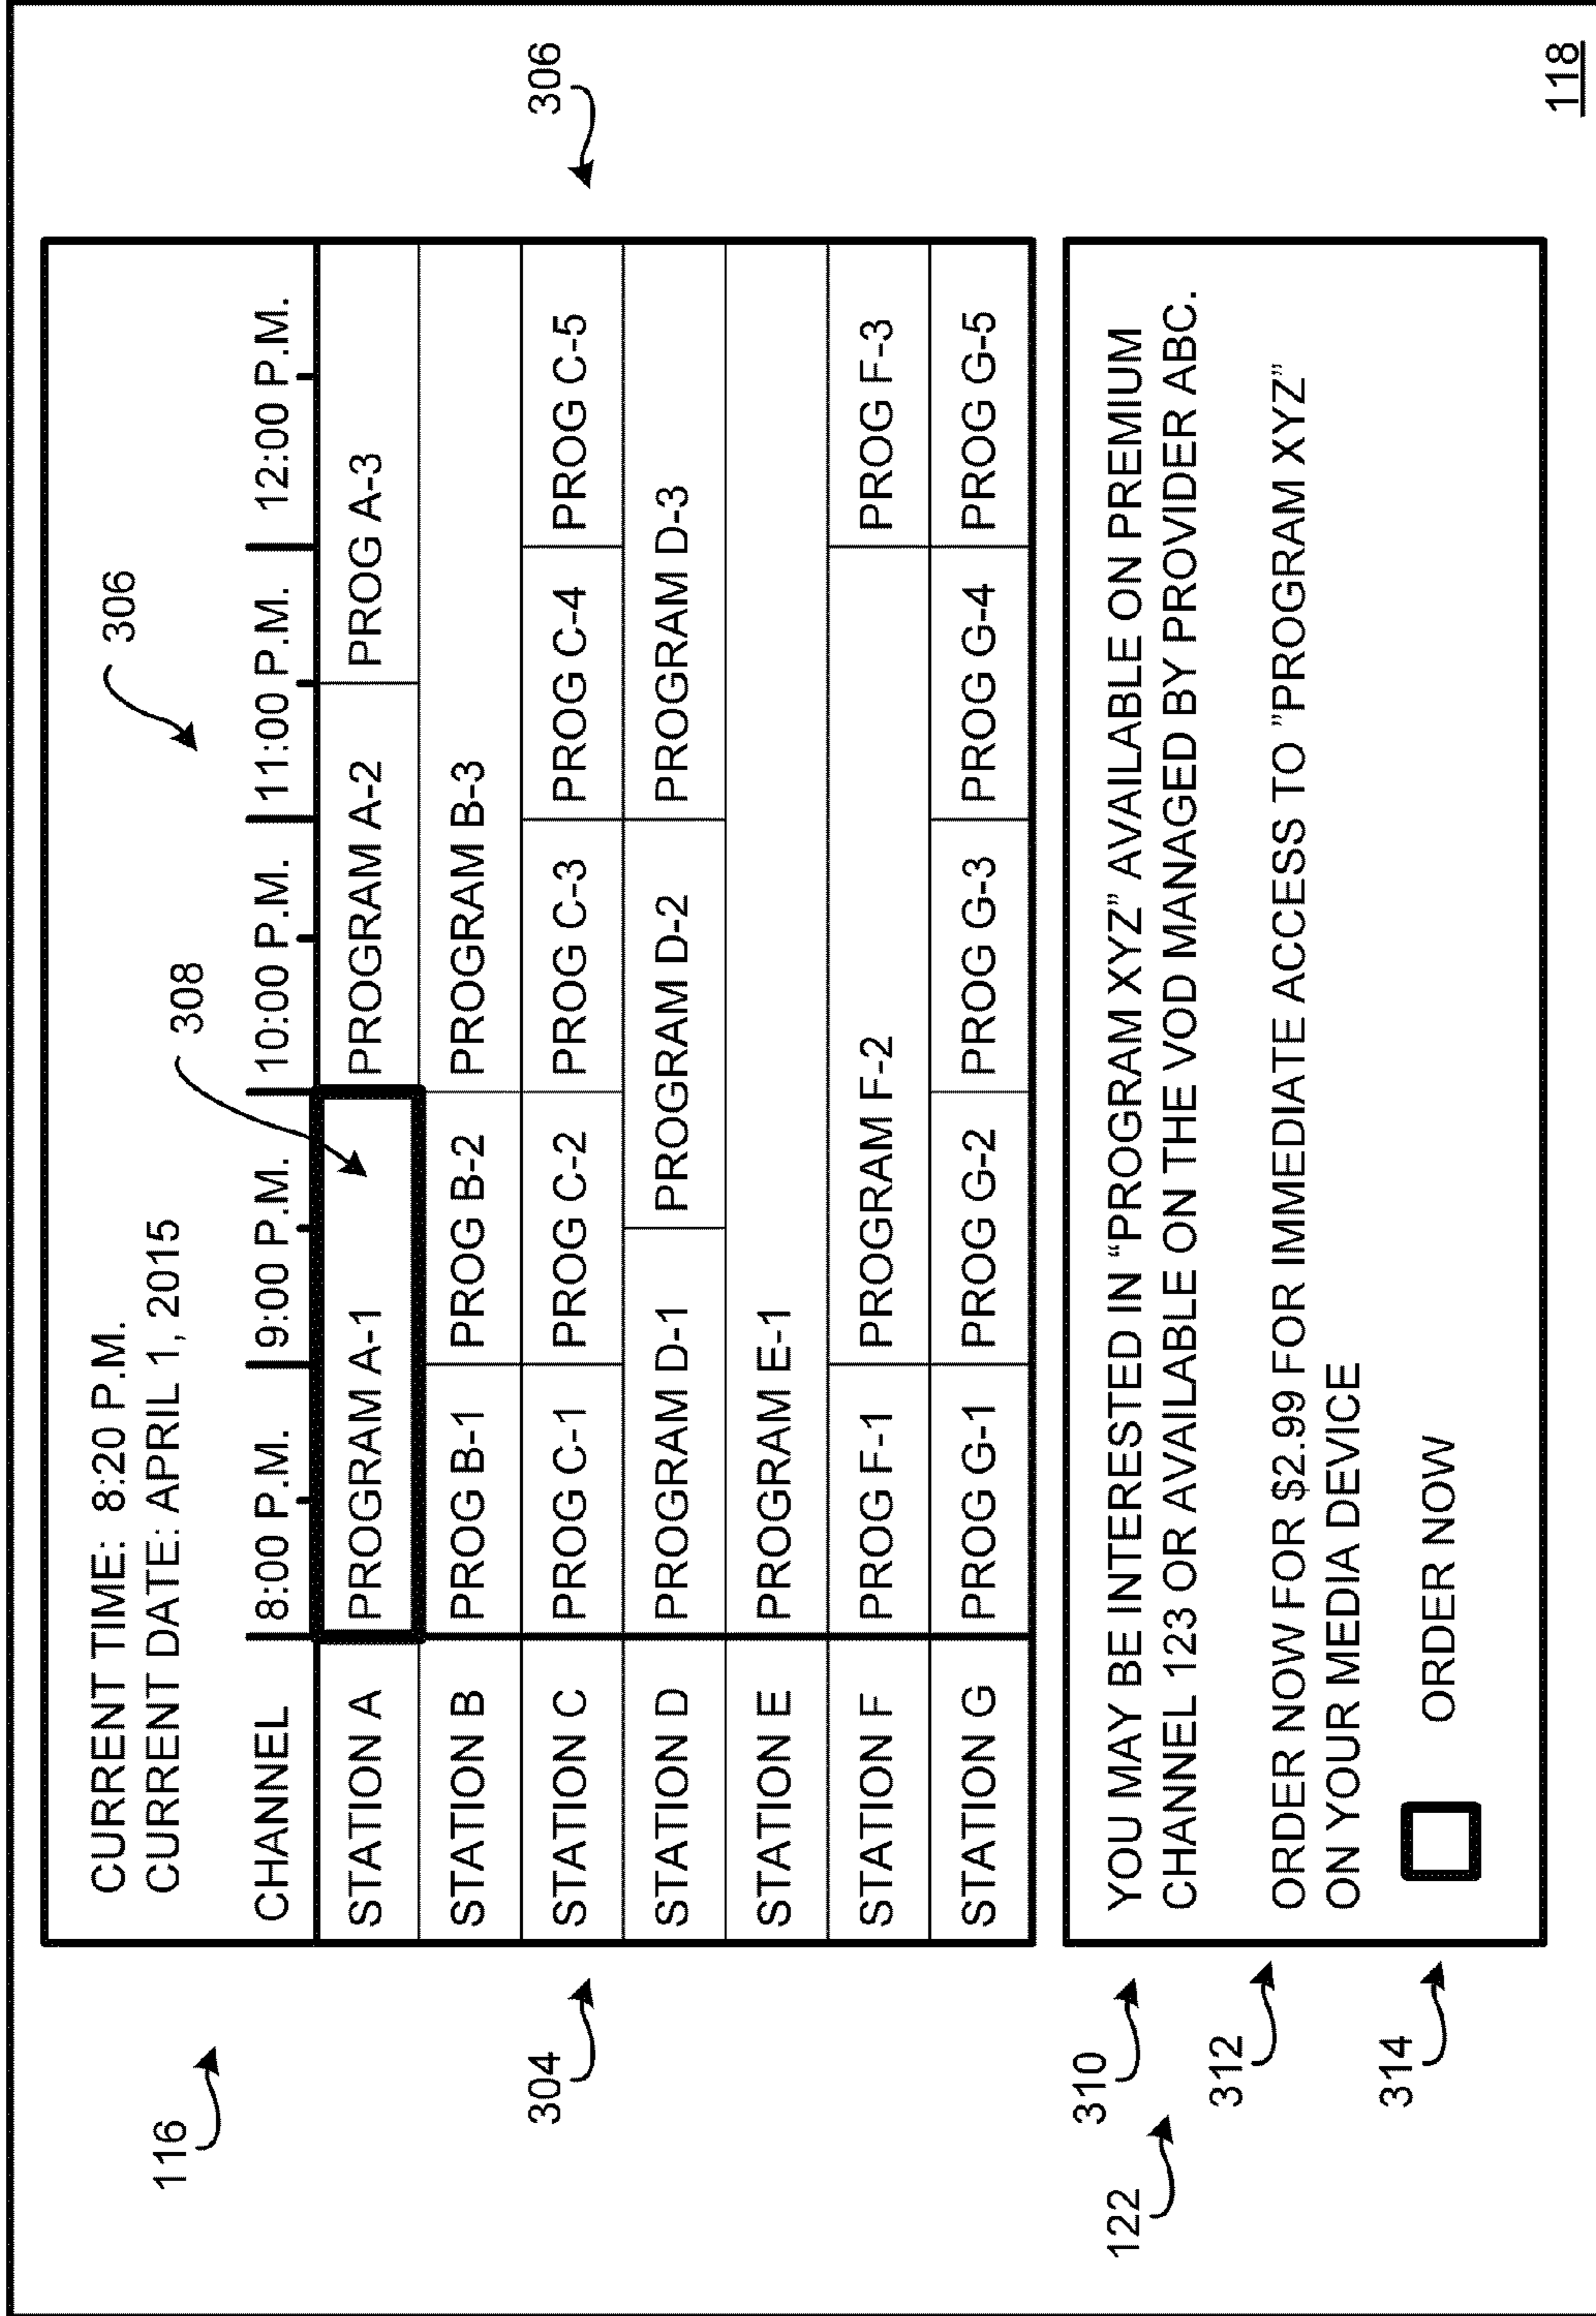 116
306
308
304
306
CURRENT TIME: 8:20 P.M.
CURRENT DATE: APRIL 1, 2015
CHANNEL 8:00 P.M. 9:00 P.M. 10:00 P.M. 11:00 P.M. 12:00 P.M.
STATION A PROGRAM A-1 PROGRAM A-2 PROG A-3
STATION B PROG B-1 PROG B-2 PROGRAM B-3
STATION C PROG C-1 PROG C-2 PROG C-3 PROG C-4 PROG C-5
STATION D PROGRAM D-1 PROGRAM D-2 PROGRAM D-3
STATION E PROGRAM E-1
STATION F PROG F-1 PROGRAM F-2 PROG F-3
STATION G PROG G-1 PROG G-2 PROG G-3 PROG G-4 PROG G-5
310
122
312
314
YOU MAY BE INTERESTED IN “PROGRAM XYZ” AVAILABLE ON PREMIUM
CHANNEL 123 OR AVAILABLE ON THE VOD MANAGED BY PROVIDER ABC.
ORDER NOW FOR $2.99 FOR IMMEDIATE ACCESS TO ”PROGRAM XYZ”
ON YOUR MEDIA DEVICE
ORDER NOW
118